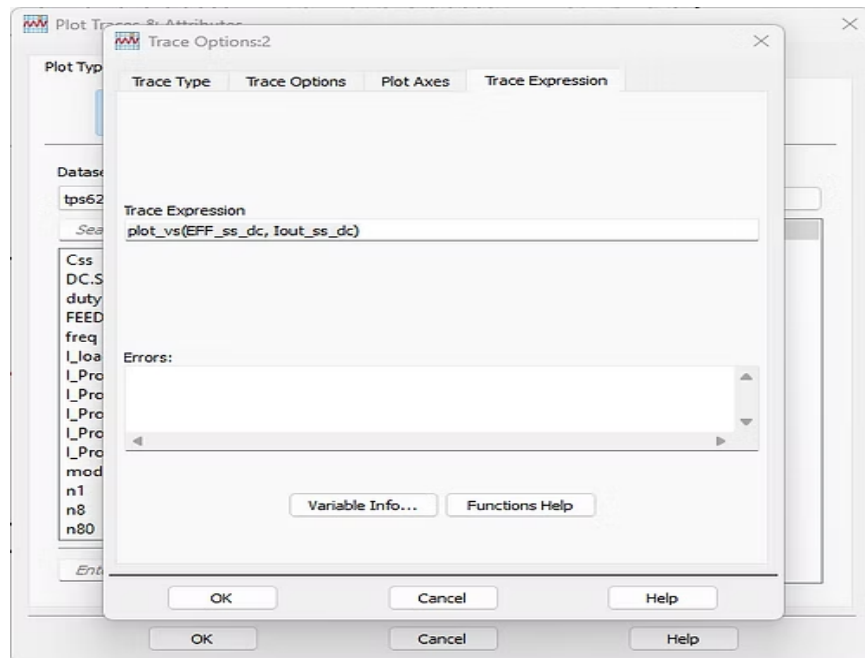 Plot Traces & Attributes
Trace Options:2
Plot Typ
Trace Type Trace Options Plot Axes Trace Expression
Datase
tps62
Trace Expression
Sea
plot_vs(EFF_ss_dc, Iout_ss_dc)
Css
DC.S
duty
FEED
freq
I_loa
Errors:
I_Pro
I_Pro
I_Pro
I_Pro
I_Pro
mod
n1
n8
Variable Info... Functions Help
n80
Ente
OK Cancel Help
OK Cancel Help